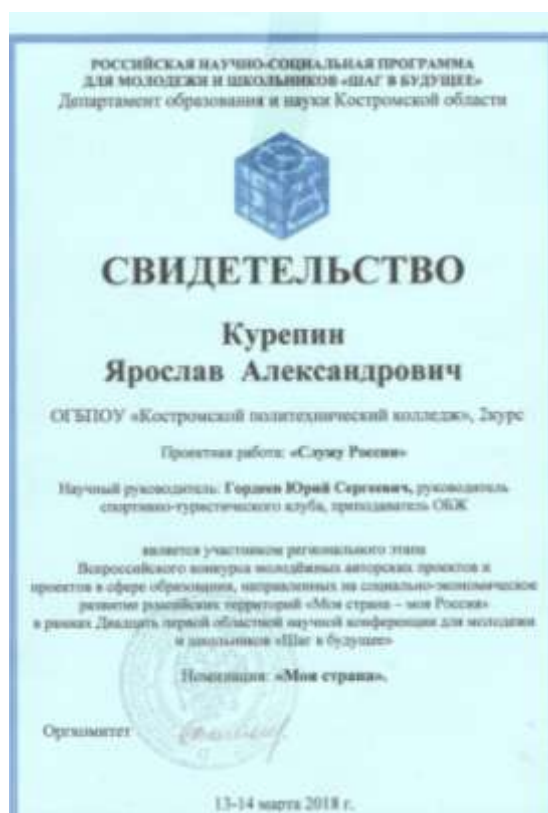 РОССИЙСКАЯ НАУЧНО-СОЦИАЛЬНАЯ ПРОГРАММА
ДЛЯ МОЛОДЕЖИ И ШКОЛЬНИКОВ «ШАГ В БУДУЩЕЕ»
Департамент образования и науки Костромской области
СВИДЕТЕЛЬСТВО
Курепин
Ярослав Александрович
ОГБПОУ «Костромской политехнический колледж», 2курс
Проектная работа: «Служу России»
Научный руководитель: Гордеев Юрий Сергеевич, руководитель
спортивно-туристического клуба, преподаватель ОБЖ
является участником регионального этапа
Всероссийского конкурса молодёжных авторских проектов и
проектов в сфере образования, направленных на социально-экономическое
развитие российских территорий «Моя страна – моя Россия»
в рамках Двадцать первой областной научной конференции для молодежи
и школьников «Шаг в будущее»
Номинация: «Моя страна».
Оргкомитет
13-14 марта 2018 г.